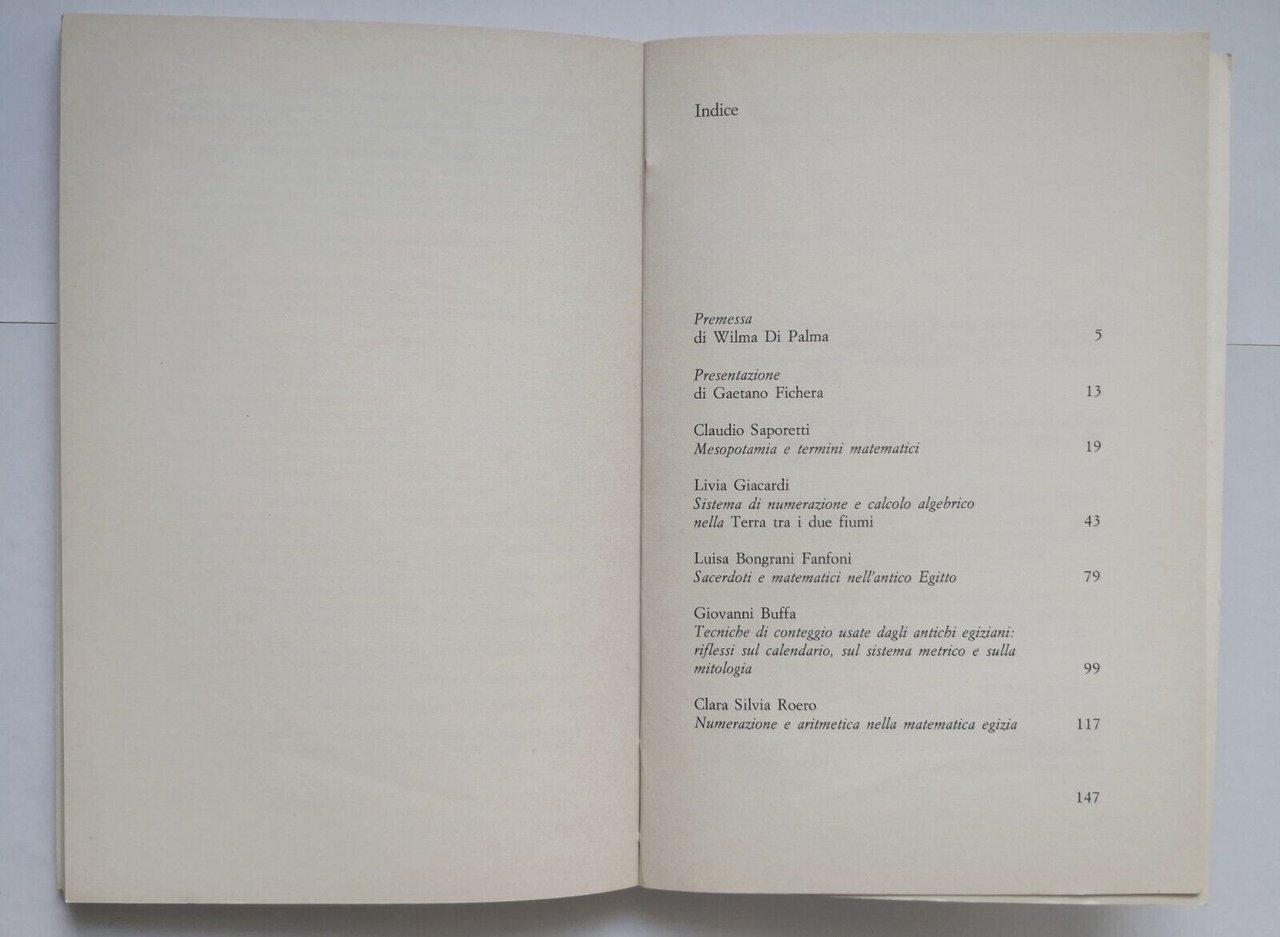 Indice
Premessa
di Wilma Di Palma 5
Presentazione
di Gaetano Fichera 13
Claudio Saporetti
Mesopotamia e termini matematici 19
Livia Giacardi
Sistema di numerazione e calcolo algebrico
nella Terra tra i due fiumi 43
Luisa Bongrani Fanfoni
Sacerdoti e matematici nell'antico Egitto 79
Giovanni Buffa
Tecniche di conteggio usate dagli antichi egiziani:
riflessi sul calendario, sul sistema metrico e sulla
mitologia 99
Clara Silvia Roero
Numerazione e aritmetica nella matematica egizia 117
147